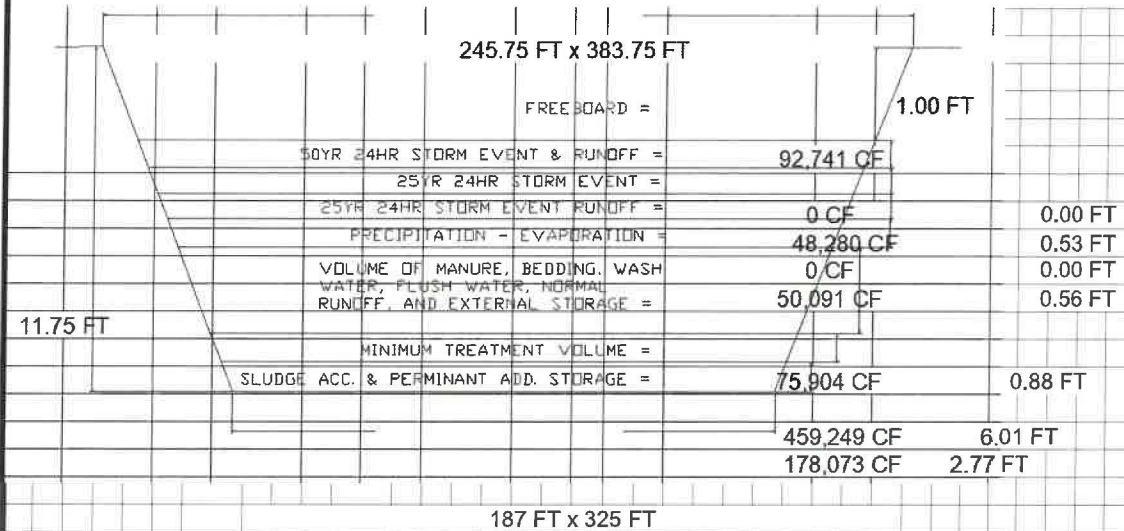 245.75 FT x 383.75 FT
FREEBOARD = 1.00 FT
50YR 24HR STORM EVENT & RUNOFF = 92,741 CF
25YR 24HR STORM EVENT =
25YR 24HR STORM EVENT RUNOFF = 0 CF 0.00 FT
PRECIPITATION - EVAPORATION = 48,280 CF 0.53 FT
VOLUME OF MANURE, BEDDING, WASH 0 CF 0.00 FT
WATER, FLUSH WATER, NORMAL
RUNOFF, AND EXTERNAL STORAGE = 50,091 CF 0.56 FT
11.75 FT
MINIMUM TREATMENT VOLUME =
SLUDGE ACC. & PERMINANT ADD. STORAGE = 75,904 CF 0.88 FT
459,249 CF 6.01 FT
178,073 CF 2.77 FT
187 FT x 325 FT